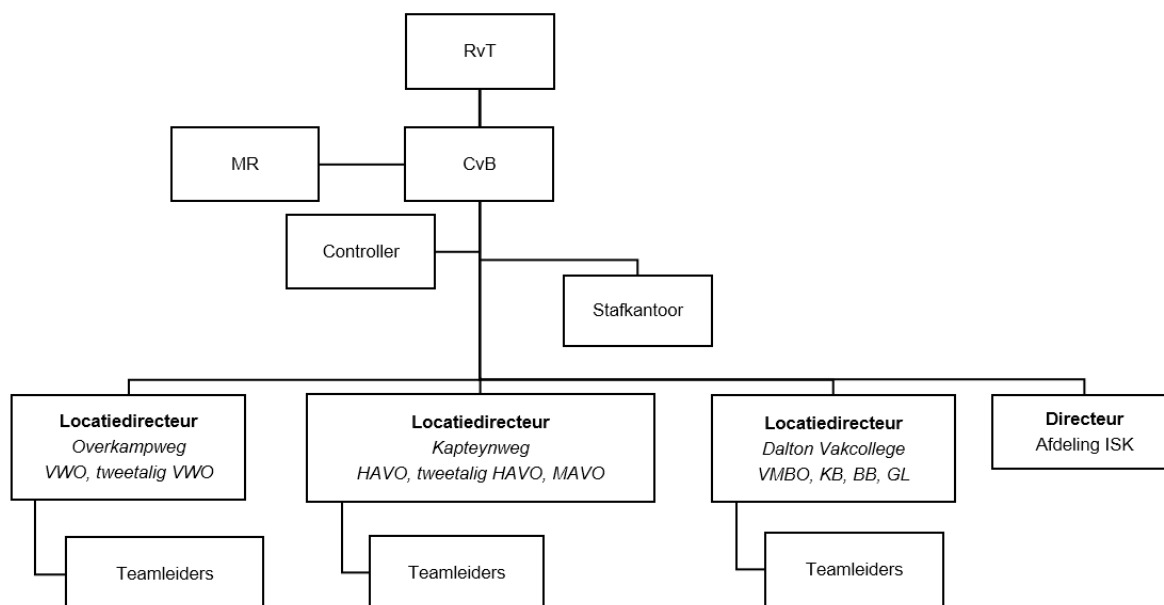 RvT
MR
CvB
Controller
Stafkantoor
Locatiedirecteur
Overkampweg
VWO, tweetalig VWO
Locatiedirecteur
Kapteynweg
HAVO, tweetalig HAVO, MAVO
Locatiedirecteur
Dalton Vakcollege
VMBO, KB, BB, GL
Directeur
Afdeling ISK
Teamleiders
Teamleiders
Teamleiders